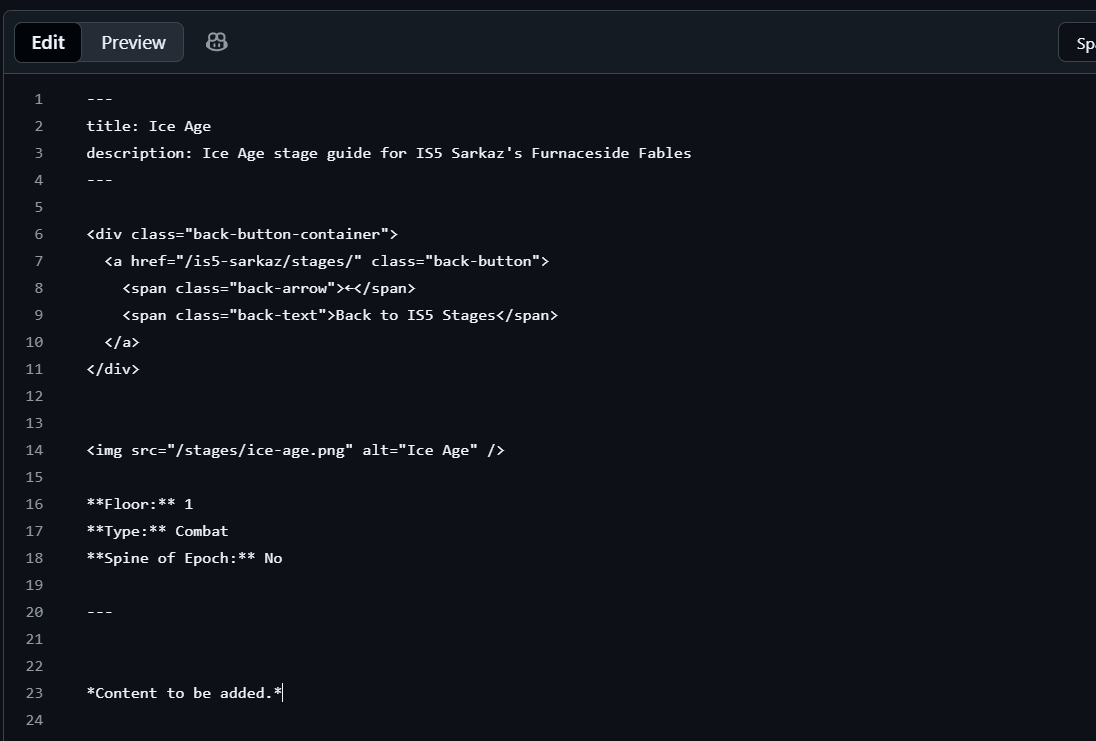 Edit Preview Sp
1 ---
2 title: Ice Age
3 description: Ice Age stage guide for IS5 Sarkaz's Furnaceside Fables
4 ---
5
6 <div class="back-button-container">
7   <a href="/is5-sarkaz/stages/" class="back-button">
8     <span class="back-arrow">←</span>
9     <span class="back-text">Back to IS5 Stages</span>
10   </a>
11 </div>
12
13
14 <img src="/stages/ice-age.png" alt="Ice Age" />
15
16 **Floor:** 1
17 **Type:** Combat
18 **Spine of Epoch:** No
19
20 ---
21
22
23 *Content to be added.*
24